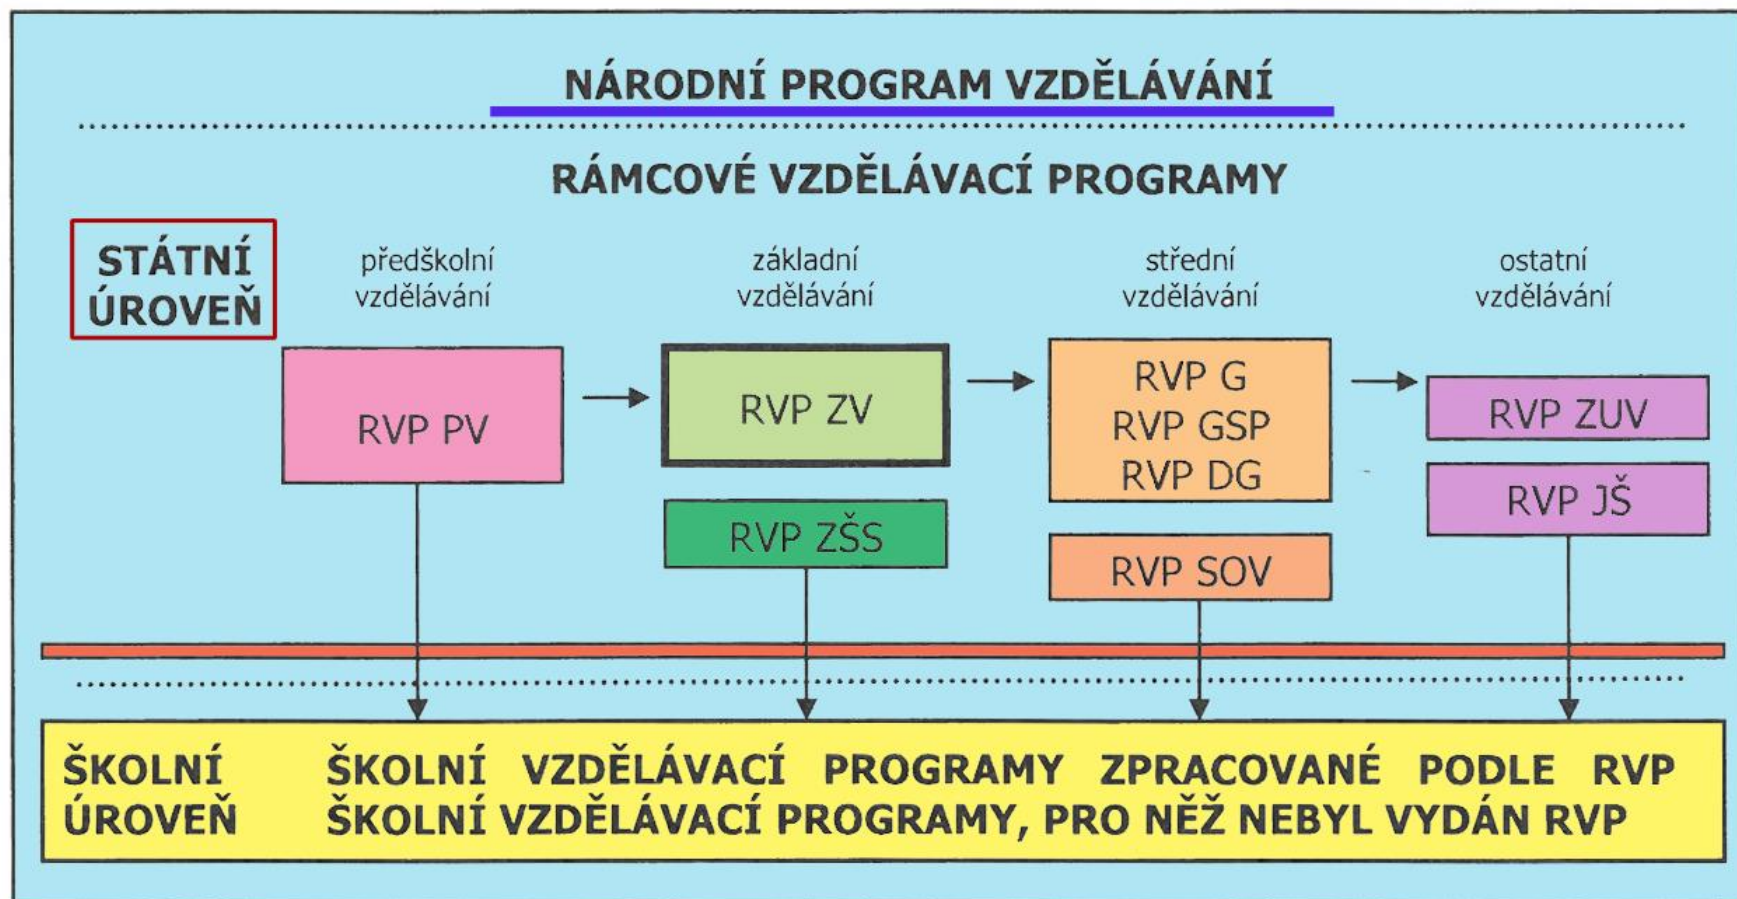 NÁRODNÍ PROGRAM VZDĚLÁVÁNÍ
RÁMCOVÉ VZDĚLÁVACÍ PROGRAMY
STÁTNÍ
ÚROVEŇ
předškolní
vzdělávání
základní
vzdělávání
střední
vzdělávání
ostatní
vzdělávání
RVP PV
RVP ZV
RVP ZŠS
RVP G
RVP GSP
RVP DG
RVP SOV
RVP ZUV
RVP JŠ
ŠKOLNÍ
ÚROVEŇ
ŠKOLNÍ VZDĚLÁVACÍ PROGRAMY ZPRACOVANÉ PODLE RVP
ŠKOLNÍ VZDĚLÁVACÍ PROGRAMY, PRO NĚŽ NEBYL VYDÁN RVP